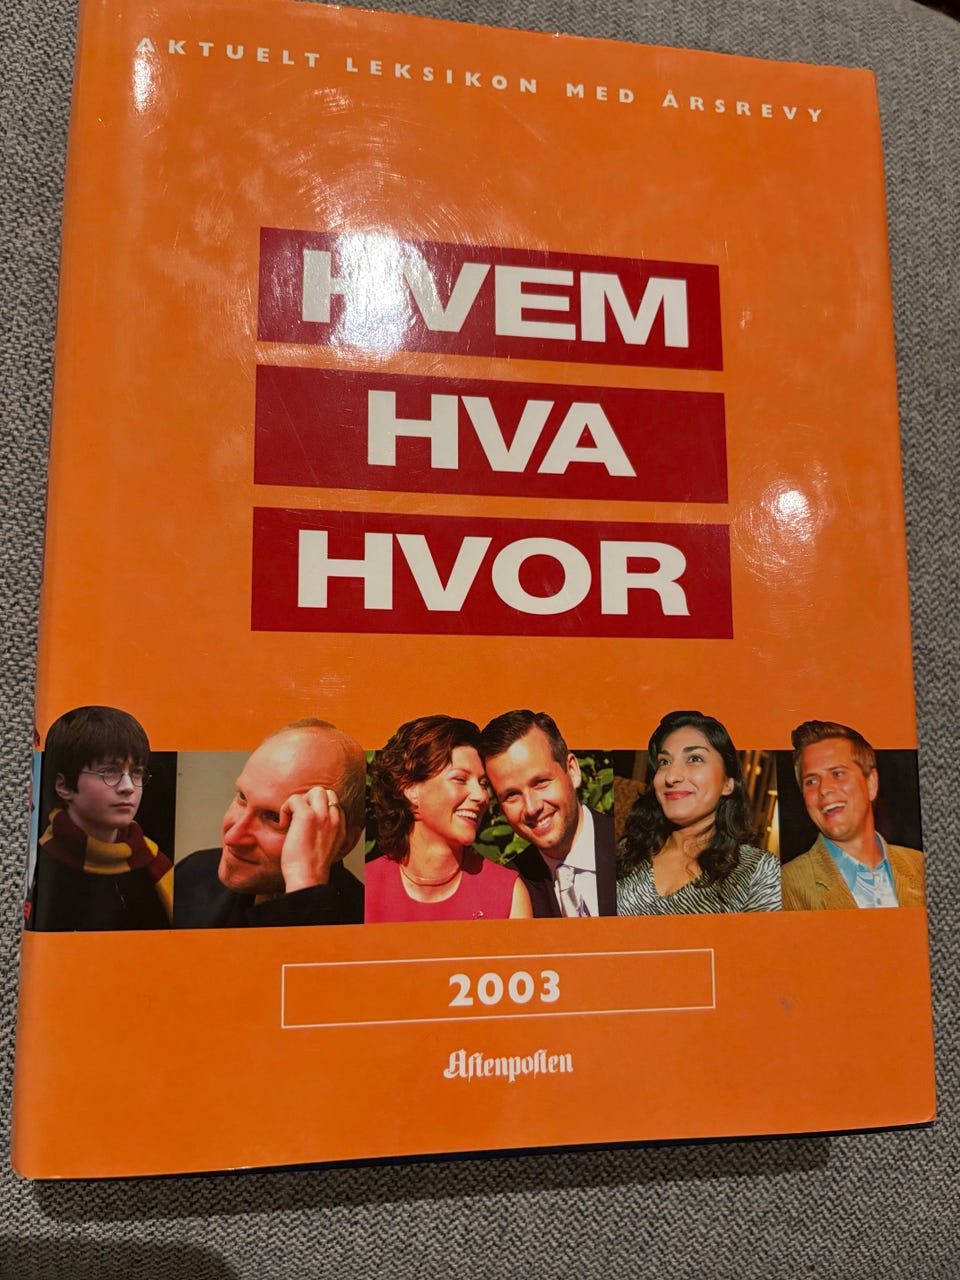 AKTUELT LEKSIKON MED ÅRSREVY
HVEM
HVA
HVOR
2003
Aftenposten